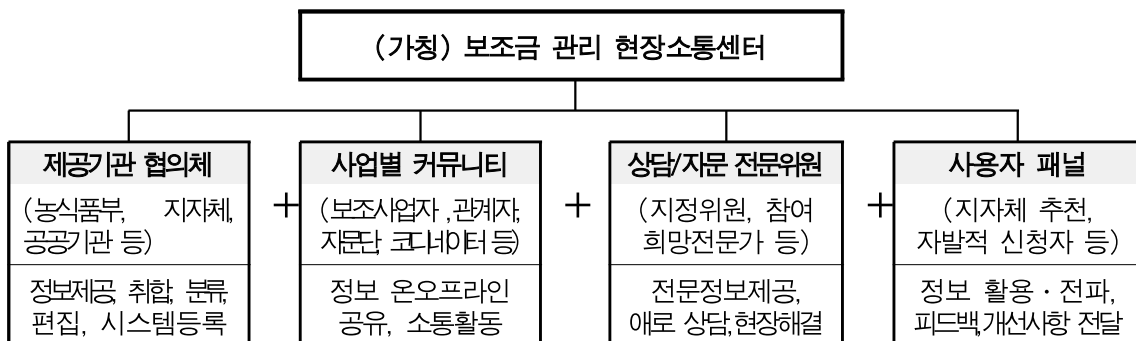 (가칭) 보조금 관리 현장소통센터
제공기관 협의체
(농식품부, 지자체,
공공기관 등)
정보제공, 취합, 분류,
편집, 시스템등록
+
사업별 커뮤니티
(보조사업자 ,관계자,
자문단, 코디네이터 등)
정보 온오프라인
공유, 소통활동
+
상담/자문 전문위원
(지정위원, 참여
희망전문가 등)
전문정보제공,
애로 상담,현장해결
+
사용자 패널
(지자체 추천,
자발적 신청자 등)
정보 활용 · 전파,
피드백,개선사항 전달